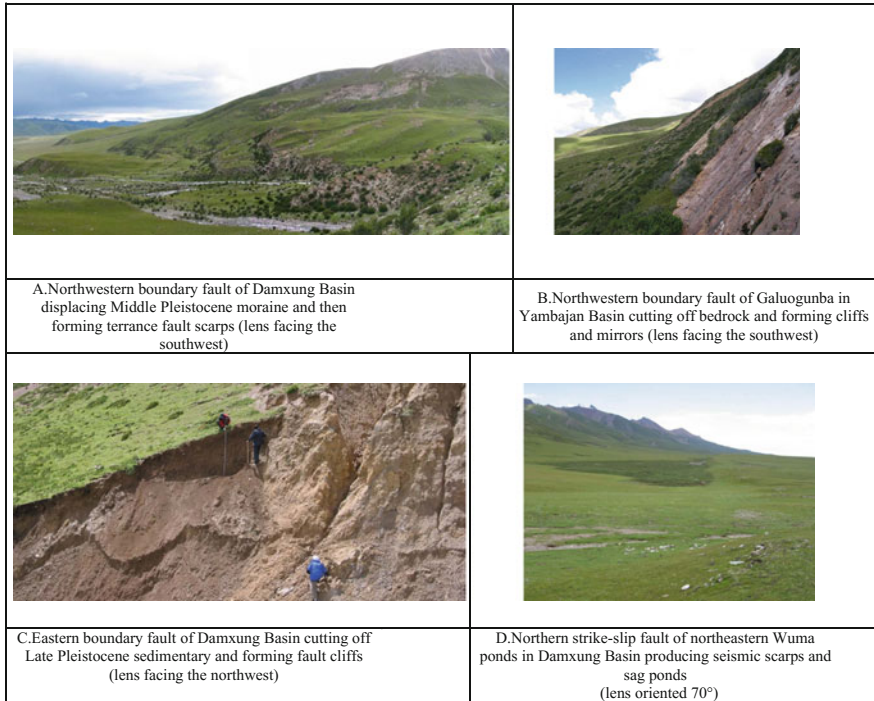 A.Northwestern boundary fault of Damxung Basin
displacing Middle Pleistocene moraine and then
forming terrance fault scarps (lens facing the
southwest)
B.Northwestern boundary fault of Galuogunba in
Yambajan Basin cutting off bedrock and forming cliffs
and mirrors (lens facing the southwest)
C.Eastern boundary fault of Damxung Basin cutting off
Late Pleistocene sedimentary and forming fault cliffs
(lens facing the northwest)
D.Northern strike-slip fault of northeastern Wuma
ponds in Damxung Basin producing seismic scarps and
sag ponds
(lens oriented 70°)